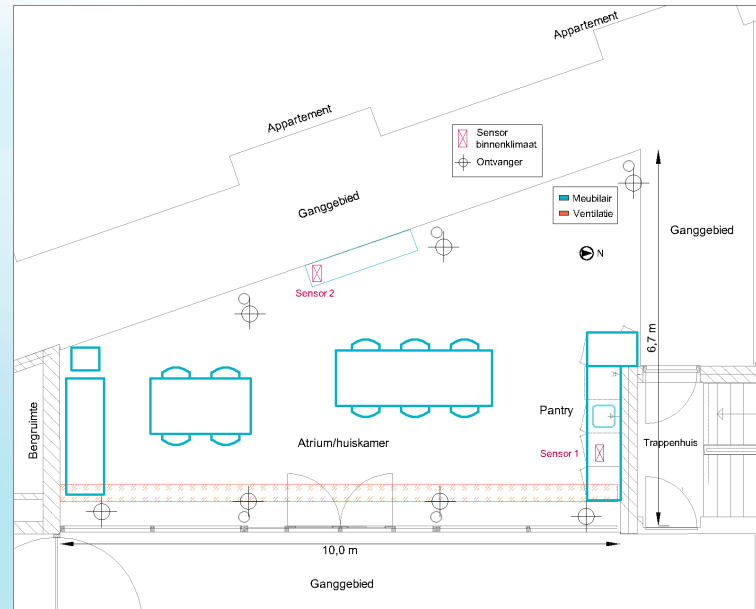 Appartement
Appartement
Sensor
binnenklimaat
Ontvanger
Ganggebied
Meubilair
Ventilatie
Ganggebied
N
Sensor 2
6,7 m
Pantry
Bergruimte
Atrium/huiskamer
Trappenhuis
Sensor 1
10,0 m
Ganggebied